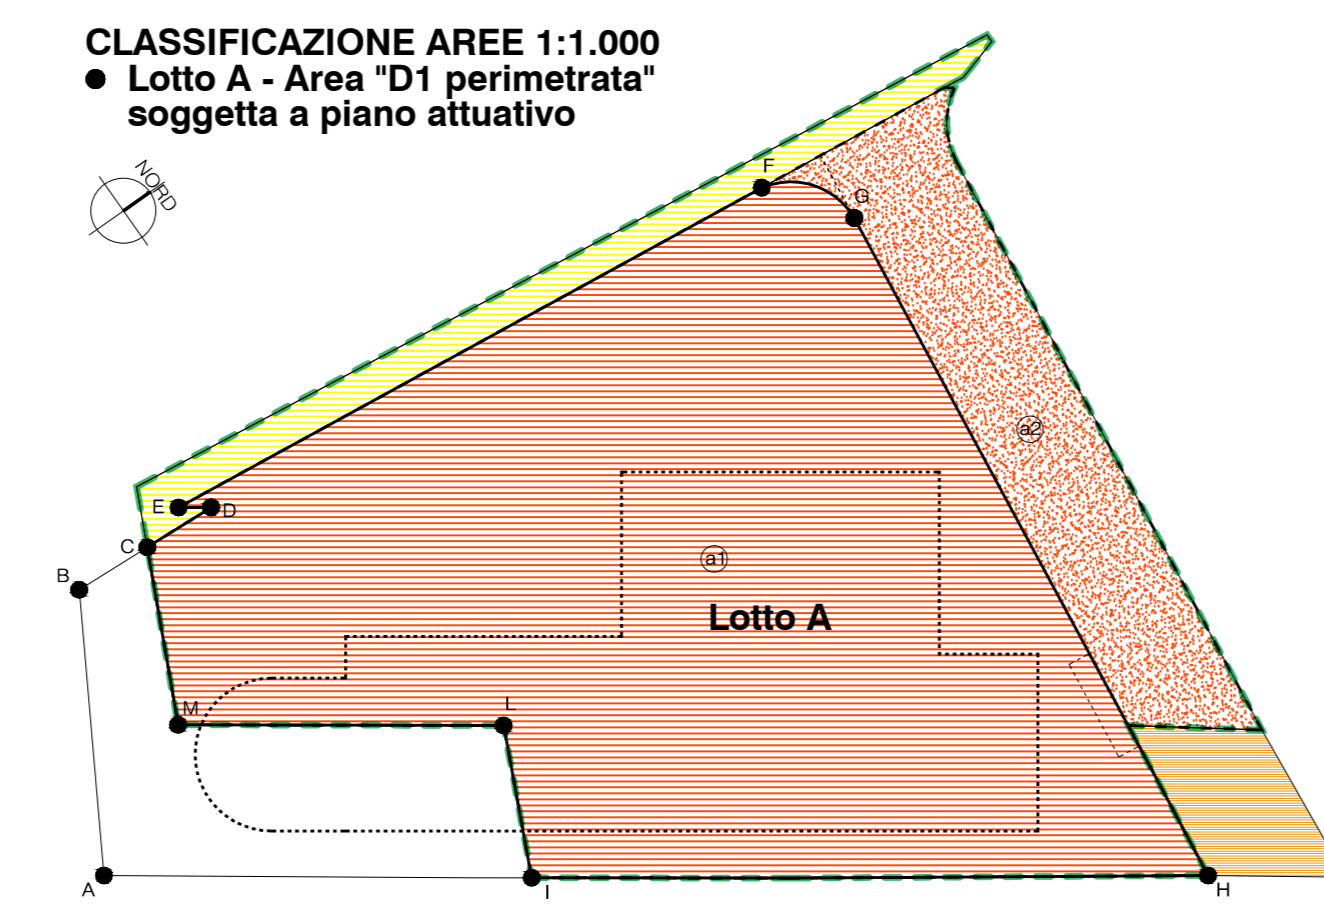 CLASSIFICAZIONE AREE 1:1.000
● Lotto A - Area "D1 perimetrata"
soggetta a piano attuativo
NORD
F
G
a2
E
D
C
a1
B
Lotto A
M
L
A
I
H